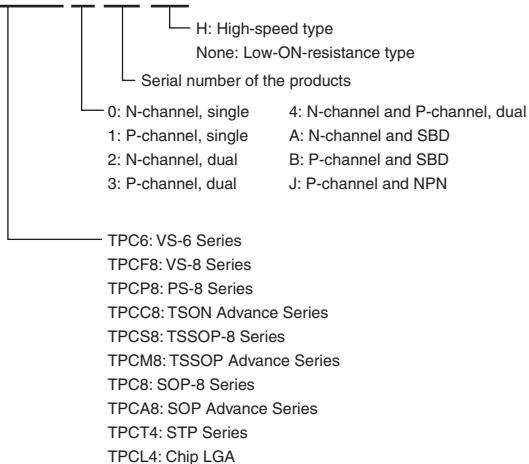 H: High-speed type
None: Low-ON-resistance type
Serial number of the products
0: N-channel, single
1: P-channel, single
2: N-channel, dual
3: P-channel, dual
4: N-channel and P-channel, dual
A: N-channel and SBD
B: P-channel and SBD
J: P-channel and NPN
TPC6: VS-6 Series
TPCF8: VS-8 Series
TPCP8: PS-8 Series
TPCC8: TSON Advance Series
TPCS8: TSSOP-8 Series
TPCM8: TSSOP Advance Series
TPC8: SOP-8 Series
TPCA8: SOP Advance Series
TPCT4: STP Series
TPCL4: Chip LGA